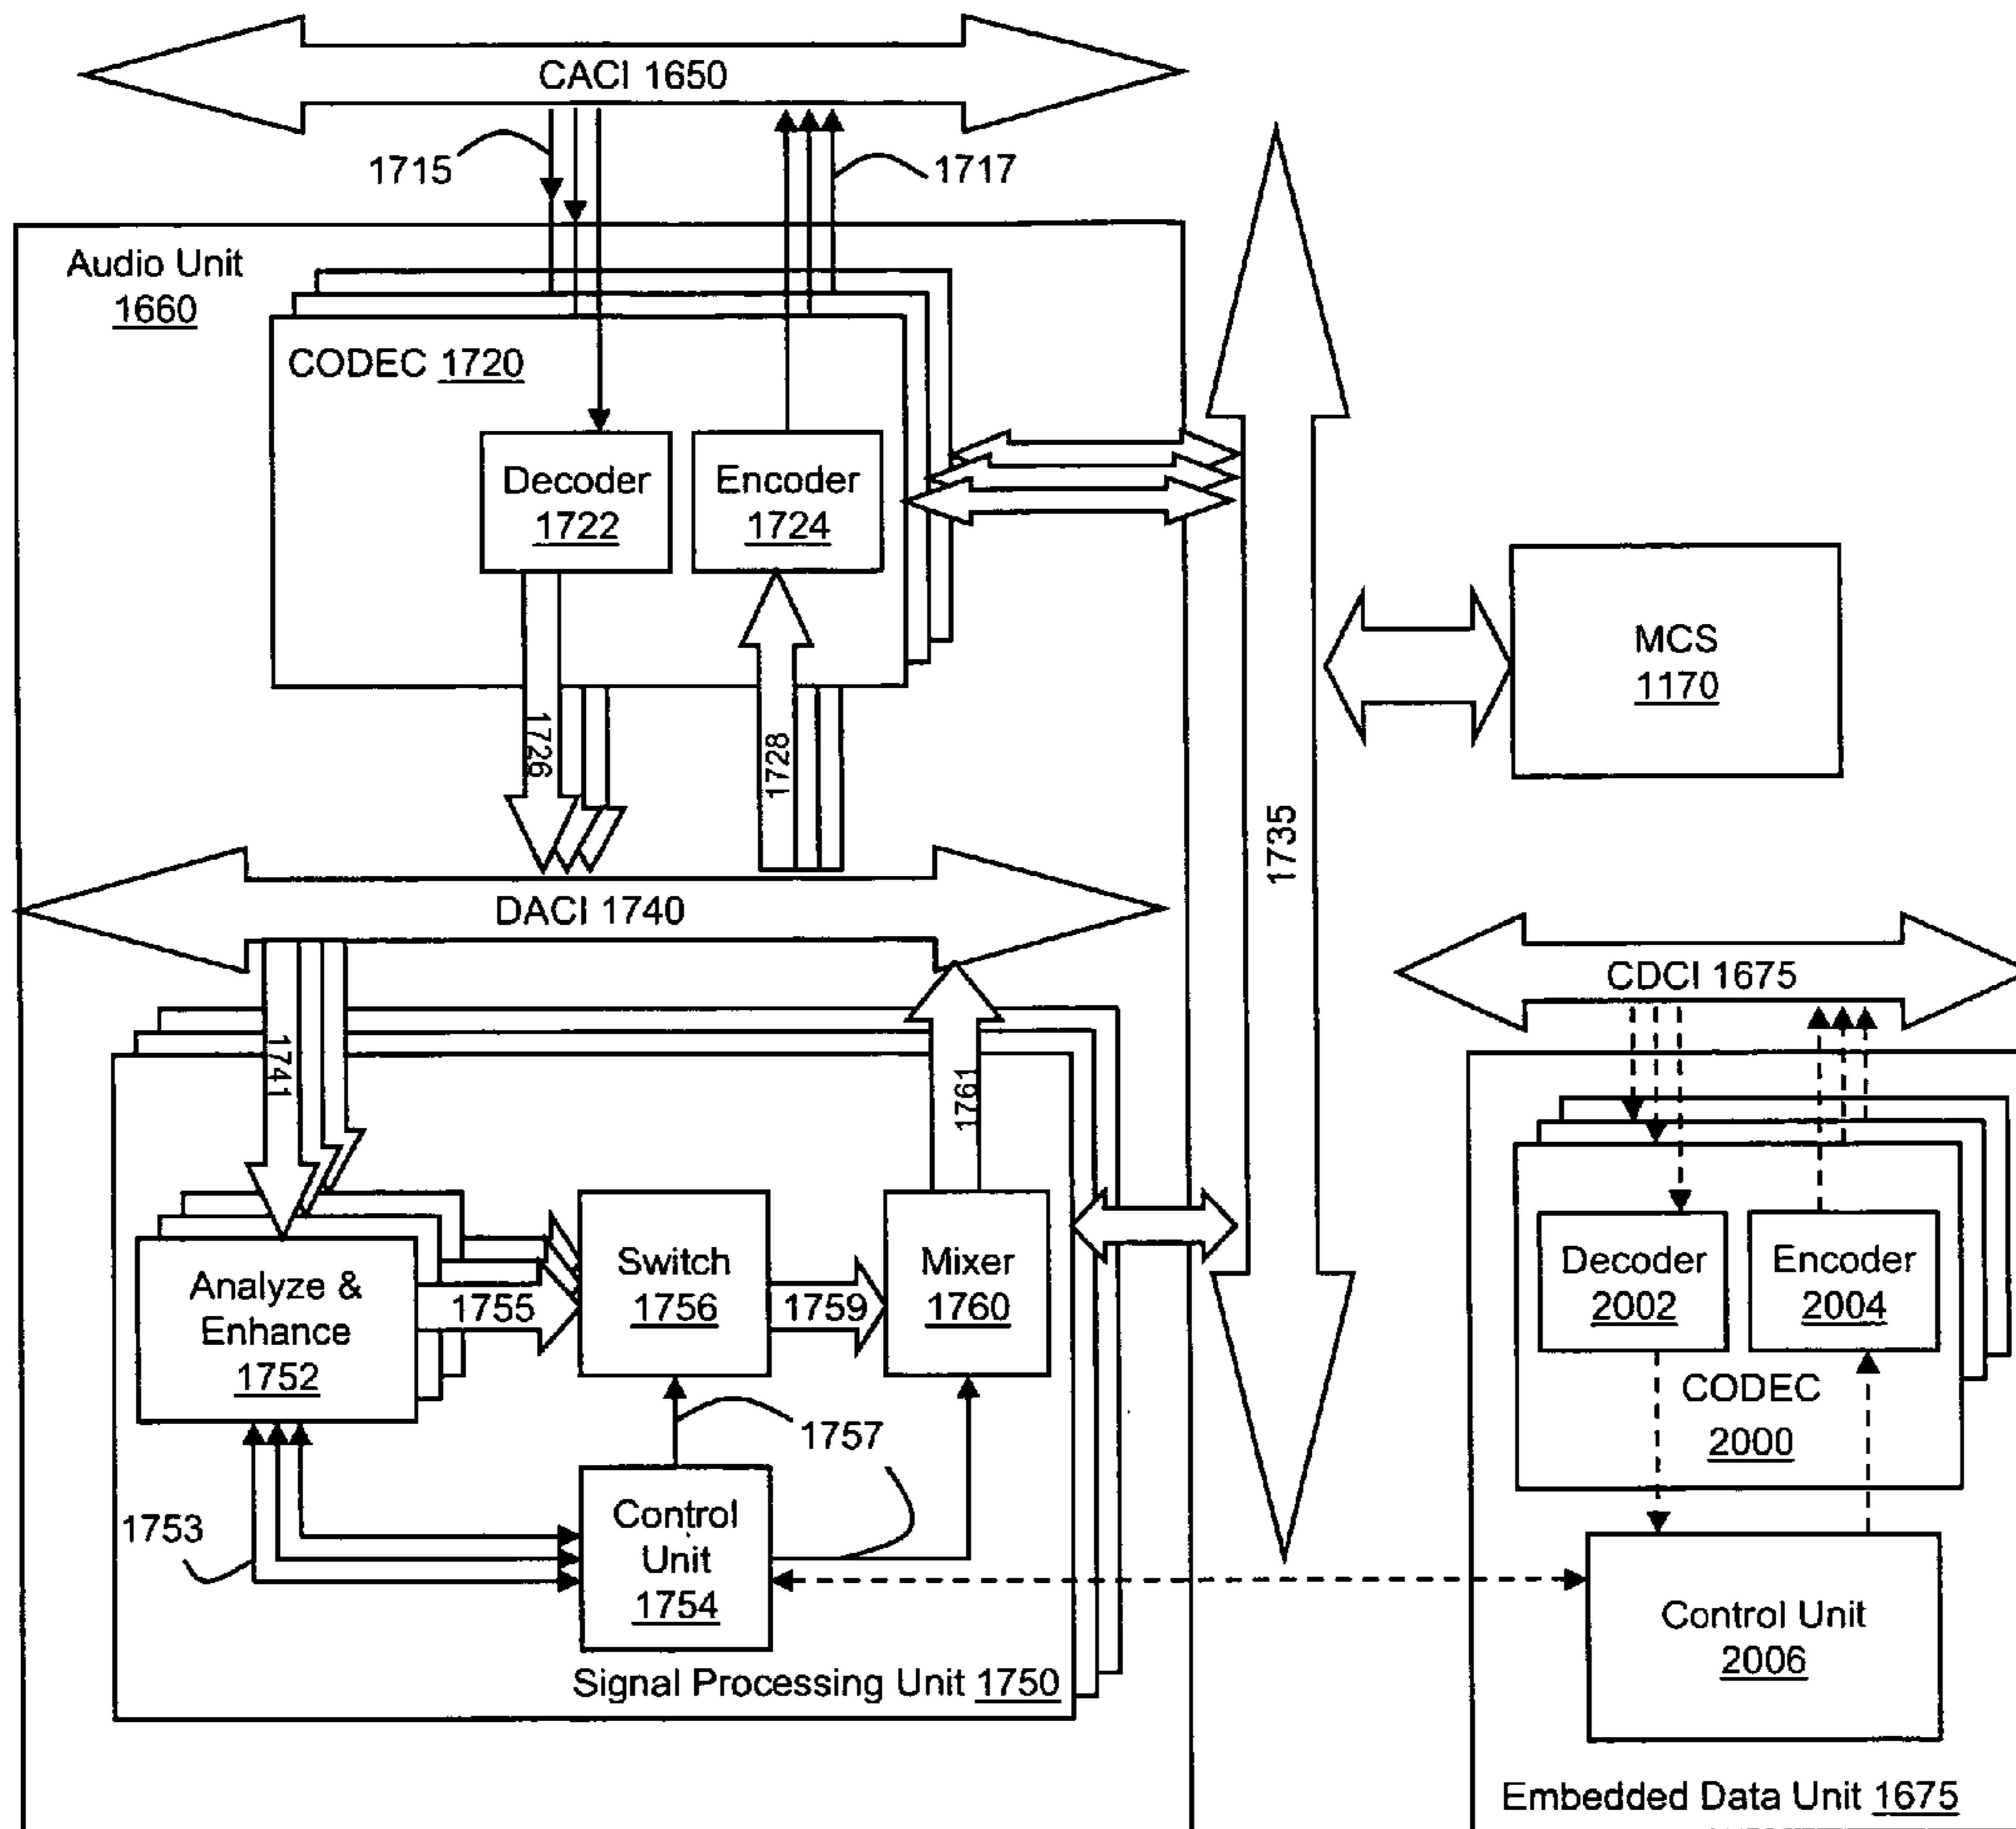 CACI 1650
1715
1717
Audio Unit
1660
CODEC 1720
Decoder
1722
Encoder
1724
1726
1728
1735
MCS
1170
DACI 1740
CDCI 1675
1741
1761
Analyze &
Enhance
1752
1755
Switch
1756
1759
Mixer
1760
1757
1753
Control
Unit
1754
Signal Processing Unit 1750
Decoder
2002
Encoder
2004
CODEC
2000
Control Unit
2006
Embedded Data Unit 1675